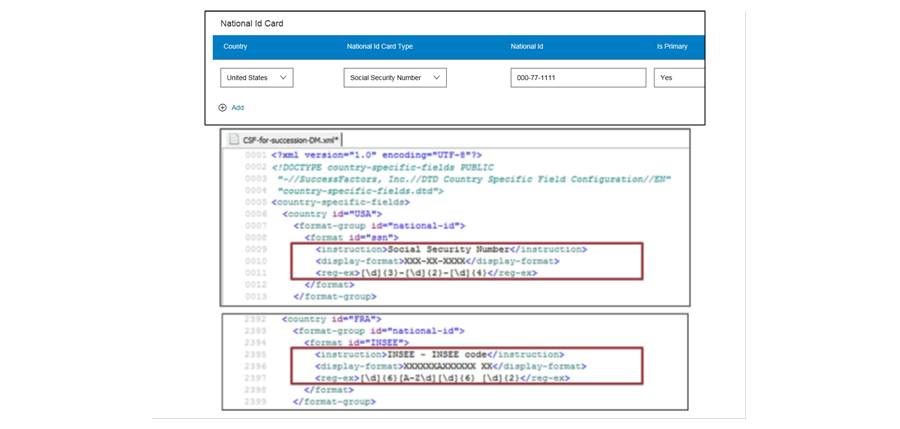 National Id Card
Country National Id Card Type National Id Is Primary
United States Social Security Number 000-77-1111 Yes
Add
CSF-for-succession-DM.xml*
0001 <?xml version="1.0" encoding="UTF-8"?>
0002 <!DOCTYPE country-specific-fields PUBLIC
0003 "-//SuccessFactors, Inc.//DTD Country Specific Field Configuration//EN"
0004 "country-specific-fields.dtd">
0005 <country-specific-fields>
0006 <country id="USA">
0007 <format-group id="national-id">
0008 <format id="ssn">
0009 <instruction>Social Security Number</instruction>
0010 <display-format>XXX-XX-XXXX</display-format>
0011 <reg-ex>[\d]{3}-[\d]{2}-[\d]{4}</reg-ex>
0012 </format>
0013 </format-group>
2392 <country id="FRA">
2393 <format-group id="national-id">
2394 <format id="INSEE">
2395 <instruction>INSEE - INSEE code</instruction>
2396 <display-format>XXXXXXAXXXXXX XX</display-format>
2397 <reg-ex>[\d]{6}[A-Z\d][\d]{6} [\d]{2}</reg-ex>
2398 </format>
2399 </format-group>